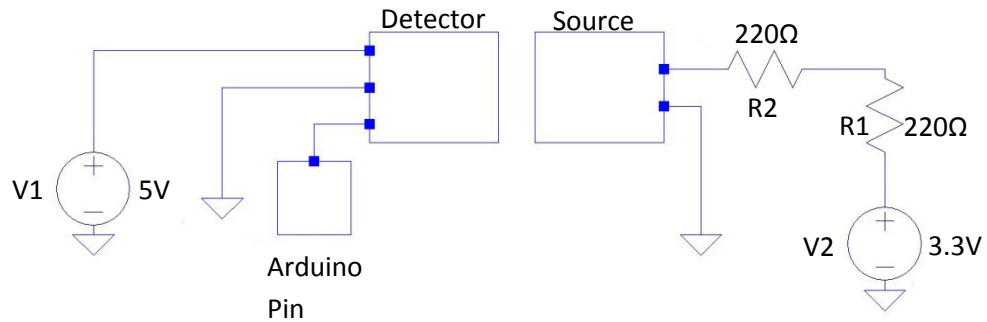 Detector
Source
220Ω
R2
R1
220Ω
V1
+
–
5V
V2
+
–
3.3V
Arduino
Pin